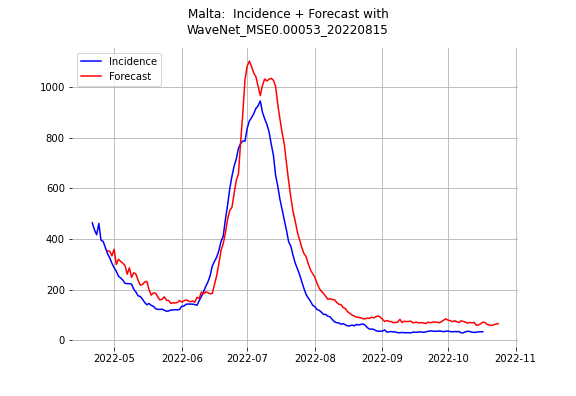 Malta:  Incidence + Forecast with
WaveNet_MSE0.00053_20220815
Incidence
Forecast
1000
800
600
400
200
0
2022-05 2022-06 2022-07 2022-08 2022-09 2022-10 2022-11